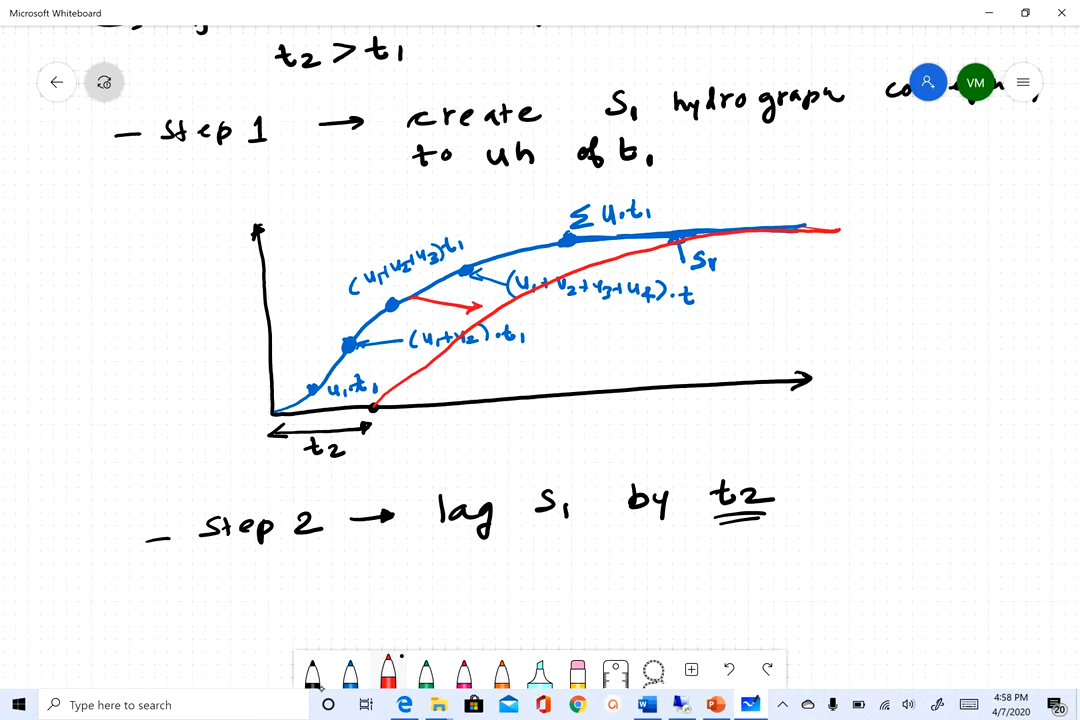 Microsoft Whiteboard
t2 > t1
VM
- Step 1 → create S1 hydrograph
to uh of t1
Σ u.t1
(u1+u2+u3).t1
S1
(u1+u2+u3+u4).t
(u1+u2).t1
u1.t1
t2
- Step 2 → lag S1 by t2
Type here to search
4:58 PM
4/7/2020
20